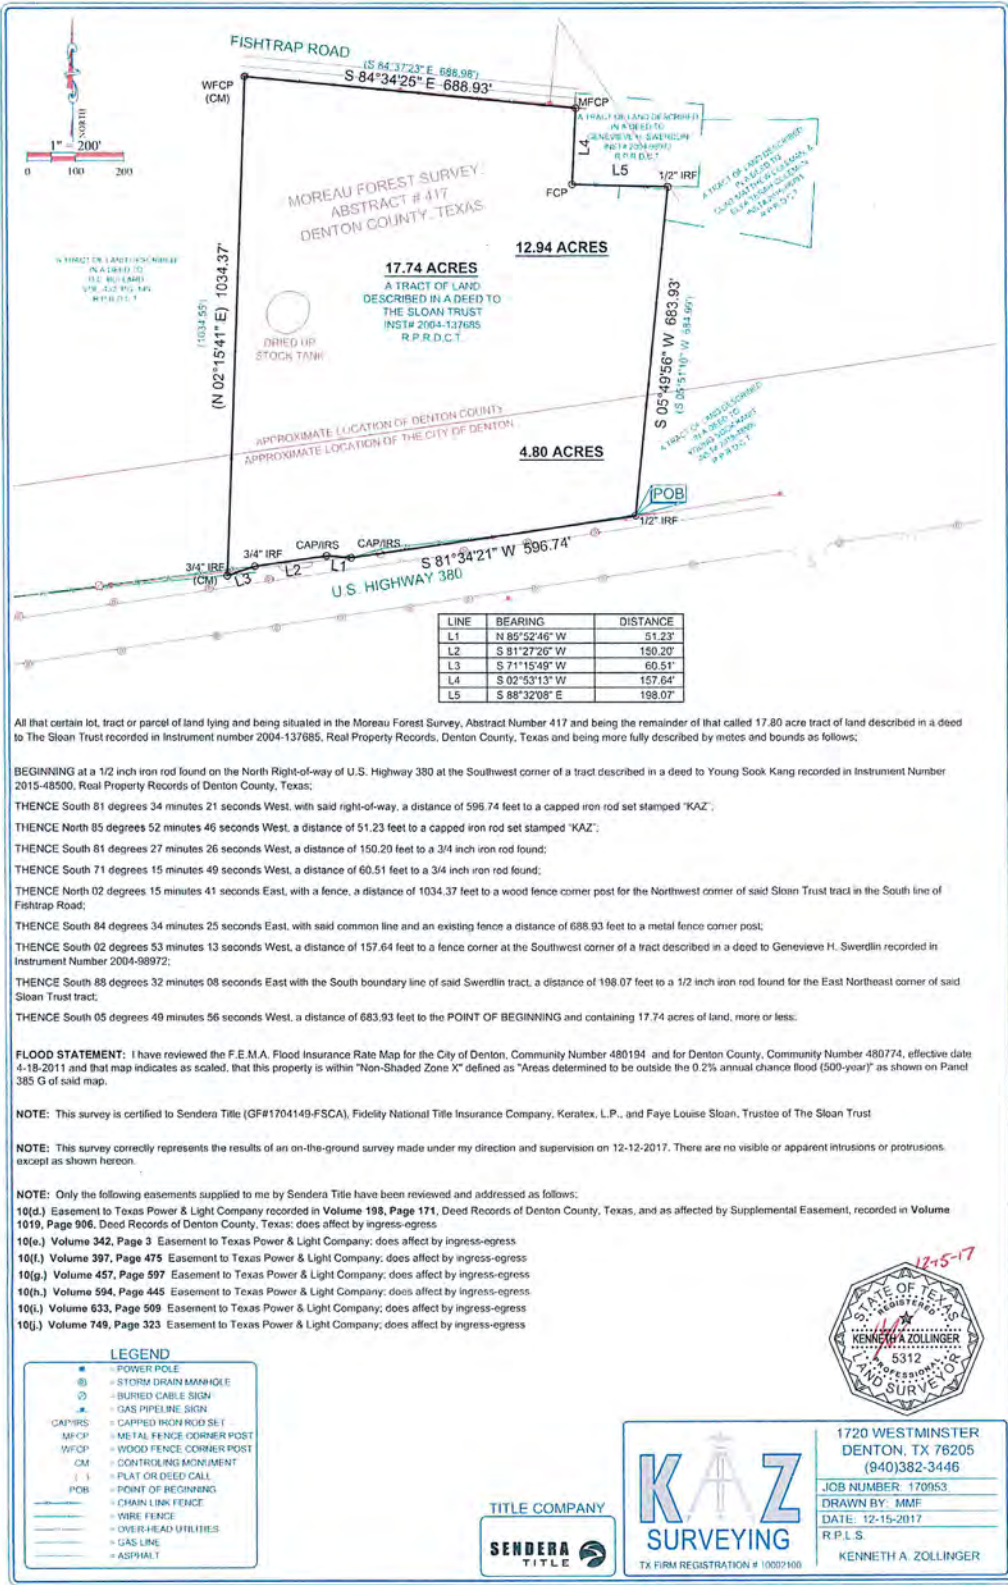 FISHTRAP ROAD
(S 84°37'23" E 688.98')
S 84°34'25" E 688.93'
WFCP
(CM)
MFCP
NORTH
1" = 200'
0 100 200
A TRACT OF LAND DESCRIBED
IN A DEED TO
GENEVIEVE H. SWERDLIN
INST# 2004-98972
R.P.R.D.C.T.
L4
L5
FCP
1/2" IRF
A TRACT OF LAND DESCRIBED
IN A DEED TO
R.P.R.D.C.T.
MOREAU FOREST SURVEY
ABSTRACT # 417
DENTON COUNTY, TEXAS
12.94 ACRES
17.74 ACRES
A TRACT OF LAND
DESCRIBED IN A DEED TO
THE SLOAN TRUST
INST# 2004-137685
R.P.R.D.C.T.
A TRACT OF LAND DESCRIBED
IN A DEED TO
R.P.R.D.C.T.
(1034.55')
(N 02°15'41" E) 1034.37'
DRIED UP
STOCK TANK
S 05°49'56" W 683.93'
(S 05°51'10" W 684.99')
APPROXIMATE LOCATION OF DENTON COUNTY
APPROXIMATE LOCATION OF THE CITY OF DENTON
A TRACT OF LAND DESCRIBED
IN A DEED TO
YOUNG SOOK KANG
R.P.R.D.C.T.
4.80 ACRES
POB
1/2" IRF
CAP/IRS CAP/IRS
3/4" IRF
3/4" IRF
(CM)
L3 L2 L1
S 81°34'21" W 596.74'
U.S. HIGHWAY 380
LINE BEARING DISTANCE
L1 N 85°52'46" W 51.23'
L2 S 81°27'26" W 150.20'
L3 S 71°15'49" W 60.51'
L4 S 02°53'13" W 157.64'
L5 S 88°32'08" E 198.07'
All that certain lot, tract or parcel of land lying and being situated in the Moreau Forest Survey, Abstract Number 417 and being the remainder of that called 17.80 acre tract of land described in a deed
to The Sloan Trust recorded in Instrument number 2004-137685, Real Property Records, Denton County, Texas and being more fully described by metes and bounds as follows;
BEGINNING at a 1/2 inch iron rod found on the North Right-of-way of U.S. Highway 380 at the Southwest corner of a tract described in a deed to Young Sook Kang recorded in Instrument Number
2015-48500, Real Property Records of Denton County, Texas;
THENCE South 81 degrees 34 minutes 21 seconds West, with said right-of-way, a distance of 596.74 feet to a capped iron rod set stamped "KAZ";
THENCE North 85 degrees 52 minutes 46 seconds West, a distance of 51.23 feet to a capped iron rod set stamped "KAZ";
THENCE South 81 degrees 27 minutes 26 seconds West, a distance of 150.20 feet to a 3/4 inch iron rod found;
THENCE South 71 degrees 15 minutes 49 seconds West, a distance of 60.51 feet to a 3/4 inch iron rod found;
THENCE North 02 degrees 15 minutes 41 seconds East, with a fence, a distance of 1034.37 feet to a wood fence corner post for the Northwest corner of said Sloan Trust tract in the South line of
Fishtrap Road;
THENCE South 84 degrees 34 minutes 25 seconds East, with said common line and an existing fence a distance of 688.93 feet to a metal fence corner post;
THENCE South 02 degrees 53 minutes 13 seconds West, a distance of 157.64 feet to a fence corner at the Southwest corner of a tract described in a deed to Genevieve H. Swerdlin recorded in
Instrument Number 2004-98972;
THENCE South 88 degrees 32 minutes 08 seconds East with the South boundary line of said Swerdlin tract, a distance of 198.07 feet to a 1/2 inch iron rod found for the East Northeast corner of said
Sloan Trust tract;
THENCE South 05 degrees 49 minutes 56 seconds West, a distance of 683.93 feet to the POINT OF BEGINNING and containing 17.74 acres of land, more or less.
FLOOD STATEMENT: I have reviewed the F.E.M.A. Flood Insurance Rate Map for the City of Denton, Community Number 480194 and for Denton County, Community Number 480774, effective date
4-18-2011 and that map indicates as scaled, that this property is within "Non-Shaded Zone X" defined as "Areas determined to be outside the 0.2% annual chance flood (500-year)" as shown on Panel
385 G of said map.
NOTE: This survey is certified to Sendera Title (GF#1704149-FSCA), Fidelity National Title Insurance Company, Keratex, L.P., and Faye Louise Sloan, Trustee of The Sloan Trust
NOTE: This survey correctly represents the results of an on-the-ground survey made under my direction and supervision on 12-12-2017. There are no visible or apparent intrusions or protrusions
except as shown hereon.
NOTE: Only the following easements supplied to me by Sendera Title have been reviewed and addressed as follows:
10(d.) Easement to Texas Power & Light Company recorded in Volume 198, Page 171, Deed Records of Denton County, Texas, and as affected by Supplemental Easement, recorded in Volume
1019, Page 906, Deed Records of Denton County, Texas; does affect by ingress-egress
10(e.) Volume 342, Page 3 Easement to Texas Power & Light Company; does affect by ingress-egress
10(f.) Volume 397, Page 475 Easement to Texas Power & Light Company; does affect by ingress-egress
10(g.) Volume 457, Page 597 Easement to Texas Power & Light Company; does affect by ingress-egress
10(h.) Volume 594, Page 445 Easement to Texas Power & Light Company; does affect by ingress-egress
10(i.) Volume 633, Page 509 Easement to Texas Power & Light Company; does affect by ingress-egress
10(j.) Volume 749, Page 323 Easement to Texas Power & Light Company; does affect by ingress-egress
12-15-17
STATE OF TEXAS
REGISTERED
KENNETH A ZOLLINGER
5312
PROFESSIONAL
LAND SURVEYOR
LEGEND
= POWER POLE
= STORM DRAIN MANHOLE
= BURIED CABLE SIGN
= GAS PIPELINE SIGN
CAP/IRS = CAPPED IRON ROD SET
MFCP = METAL FENCE CORNER POST
WFCP = WOOD FENCE CORNER POST
CM = CONTROLING MONUMENT
( ) = PLAT OR DEED CALL
POB = POINT OF BEGINNING
= CHAIN LINK FENCE
= WIRE FENCE
= OVER-HEAD UTILITIES
= GAS LINE
= ASPHALT
TITLE COMPANY
SENDERA
TITLE
KAZ
SURVEYING
TX FIRM REGISTRATION # 10002100
1720 WESTMINSTER
DENTON, TX 76205
(940)382-3446
JOB NUMBER: 170953
DRAWN BY: MMF
DATE: 12-15-2017
R.P.L.S.
KENNETH A. ZOLLINGER